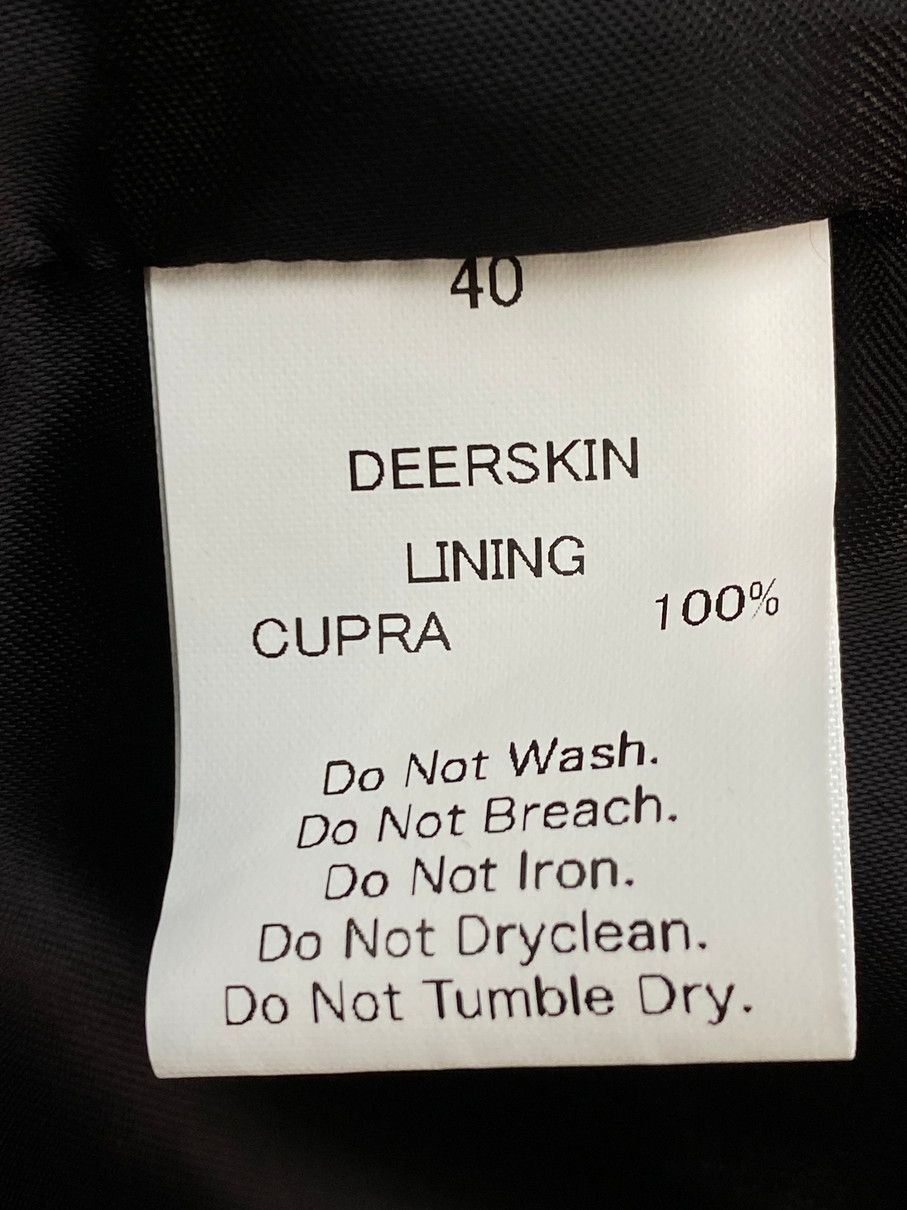 40
DEERSKIN
LINING
CUPRA 100%
Do Not Wash.
Do Not Breach.
Do Not Iron.
Do Not Dryclean.
Do Not Tumble Dry.